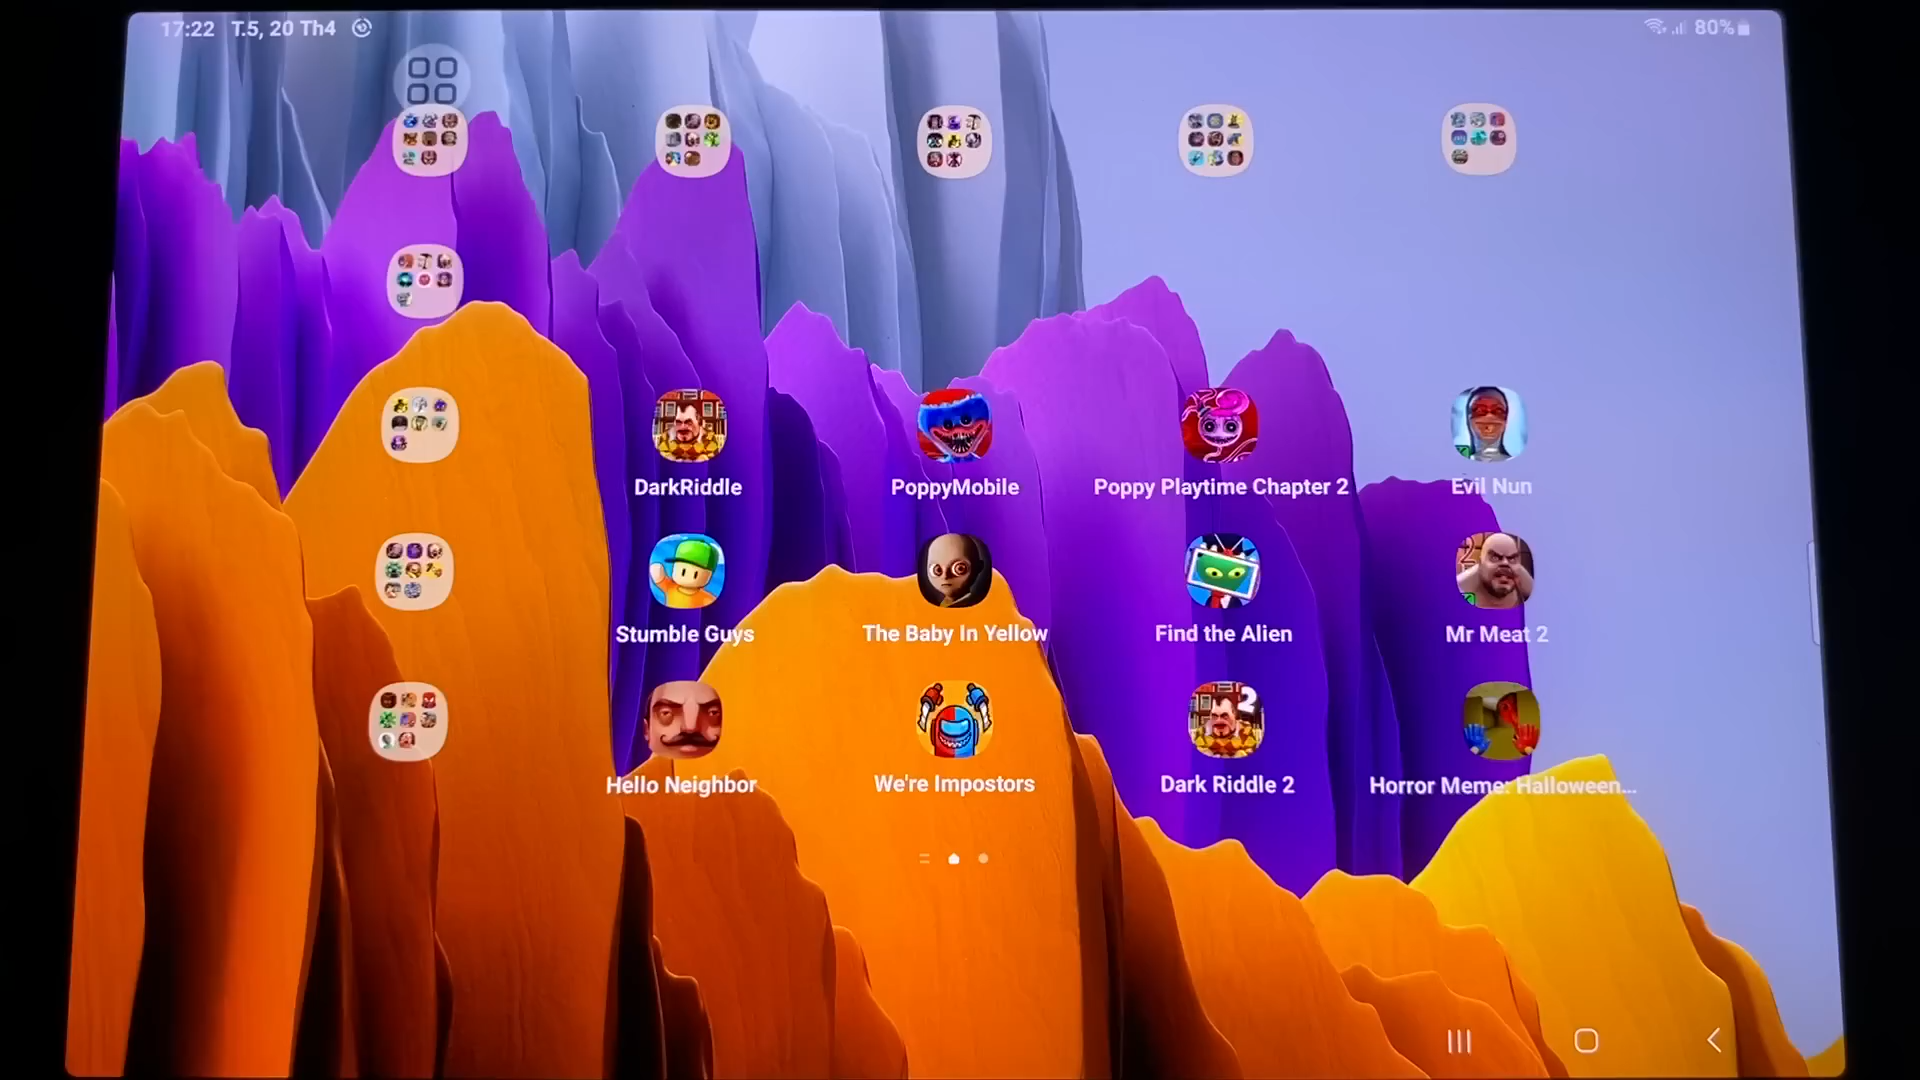 17:22 T.5, 20 Th4
80%
DarkRiddle
PoppyMobile
Poppy Playtime Chapter 2
Evil Nun
Stumble Guys
The Baby In Yellow
Find the Alien
Mr Meat 2
Hello Neighbor
We're Impostors
2
Dark Riddle 2
Horror Meme: Halloween...